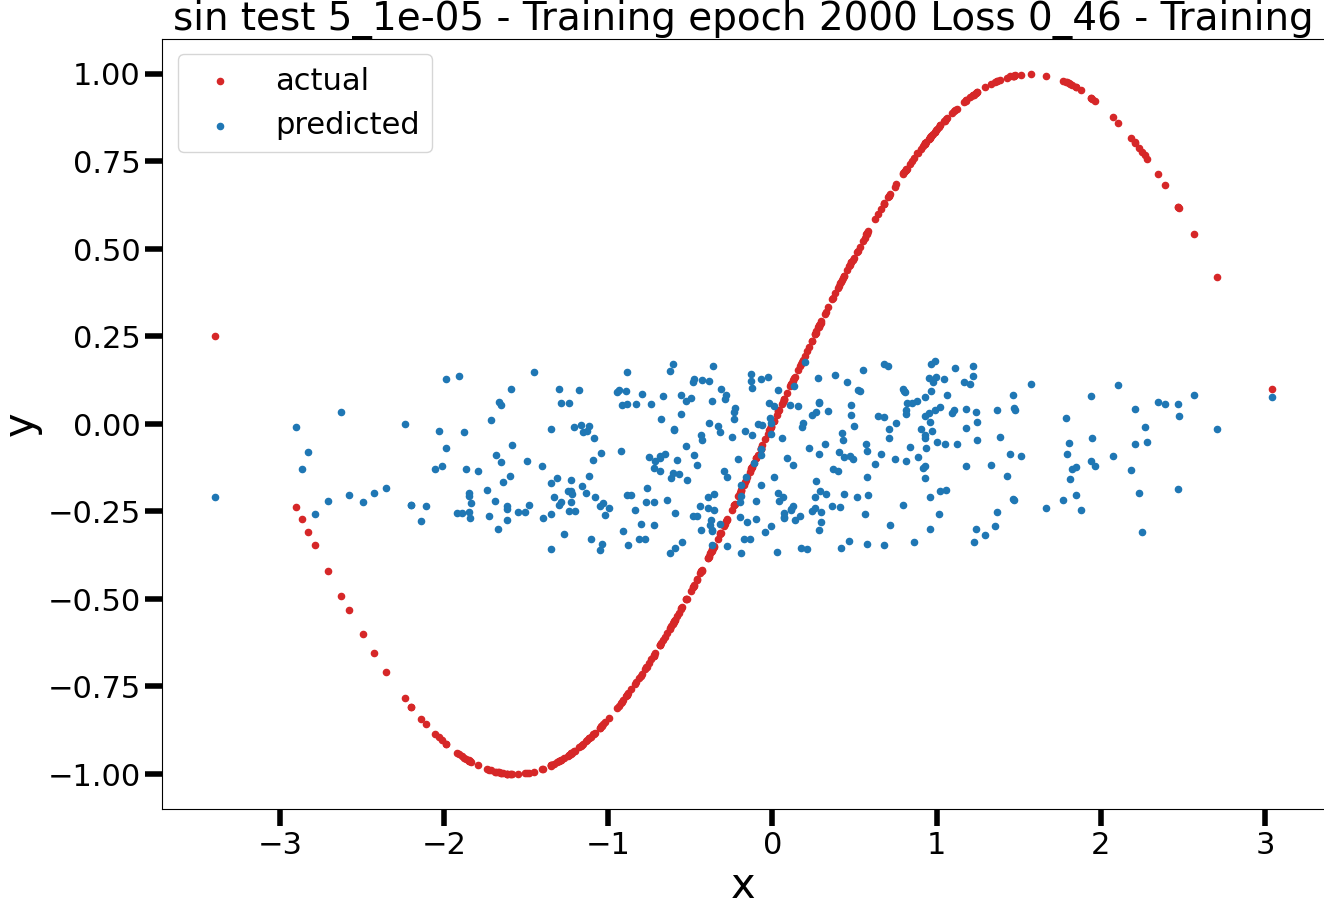 sin test 5_1e-05 - Training epoch 2000 Loss 0_46 - Training
actual
predicted
1.00
0.75
0.50
0.25
0.00
−0.25
−0.50
−0.75
−1.00
y
−3 −2 −1 0 1 2 3
x